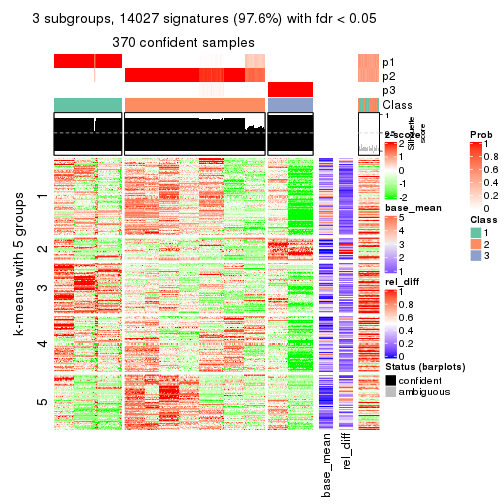 3 subgroups, 14027 signatures (97.6%) with fdr < 0.05
370 confident samples
p1
p2
p3
Class
1
0.5
Silhouette
score
k-means with 5 groups
1
2
3
4
5
base_mean
rel_diff
z-score
2
1
0
-1
-2
base_mean
5
4
3
2
1
rel_diff
1
0.8
0.6
0.4
0.2
0
Status (barplots)
confident
ambiguous
Prob
1
0.8
0.6
0.4
0.2
0
Class
1
2
3